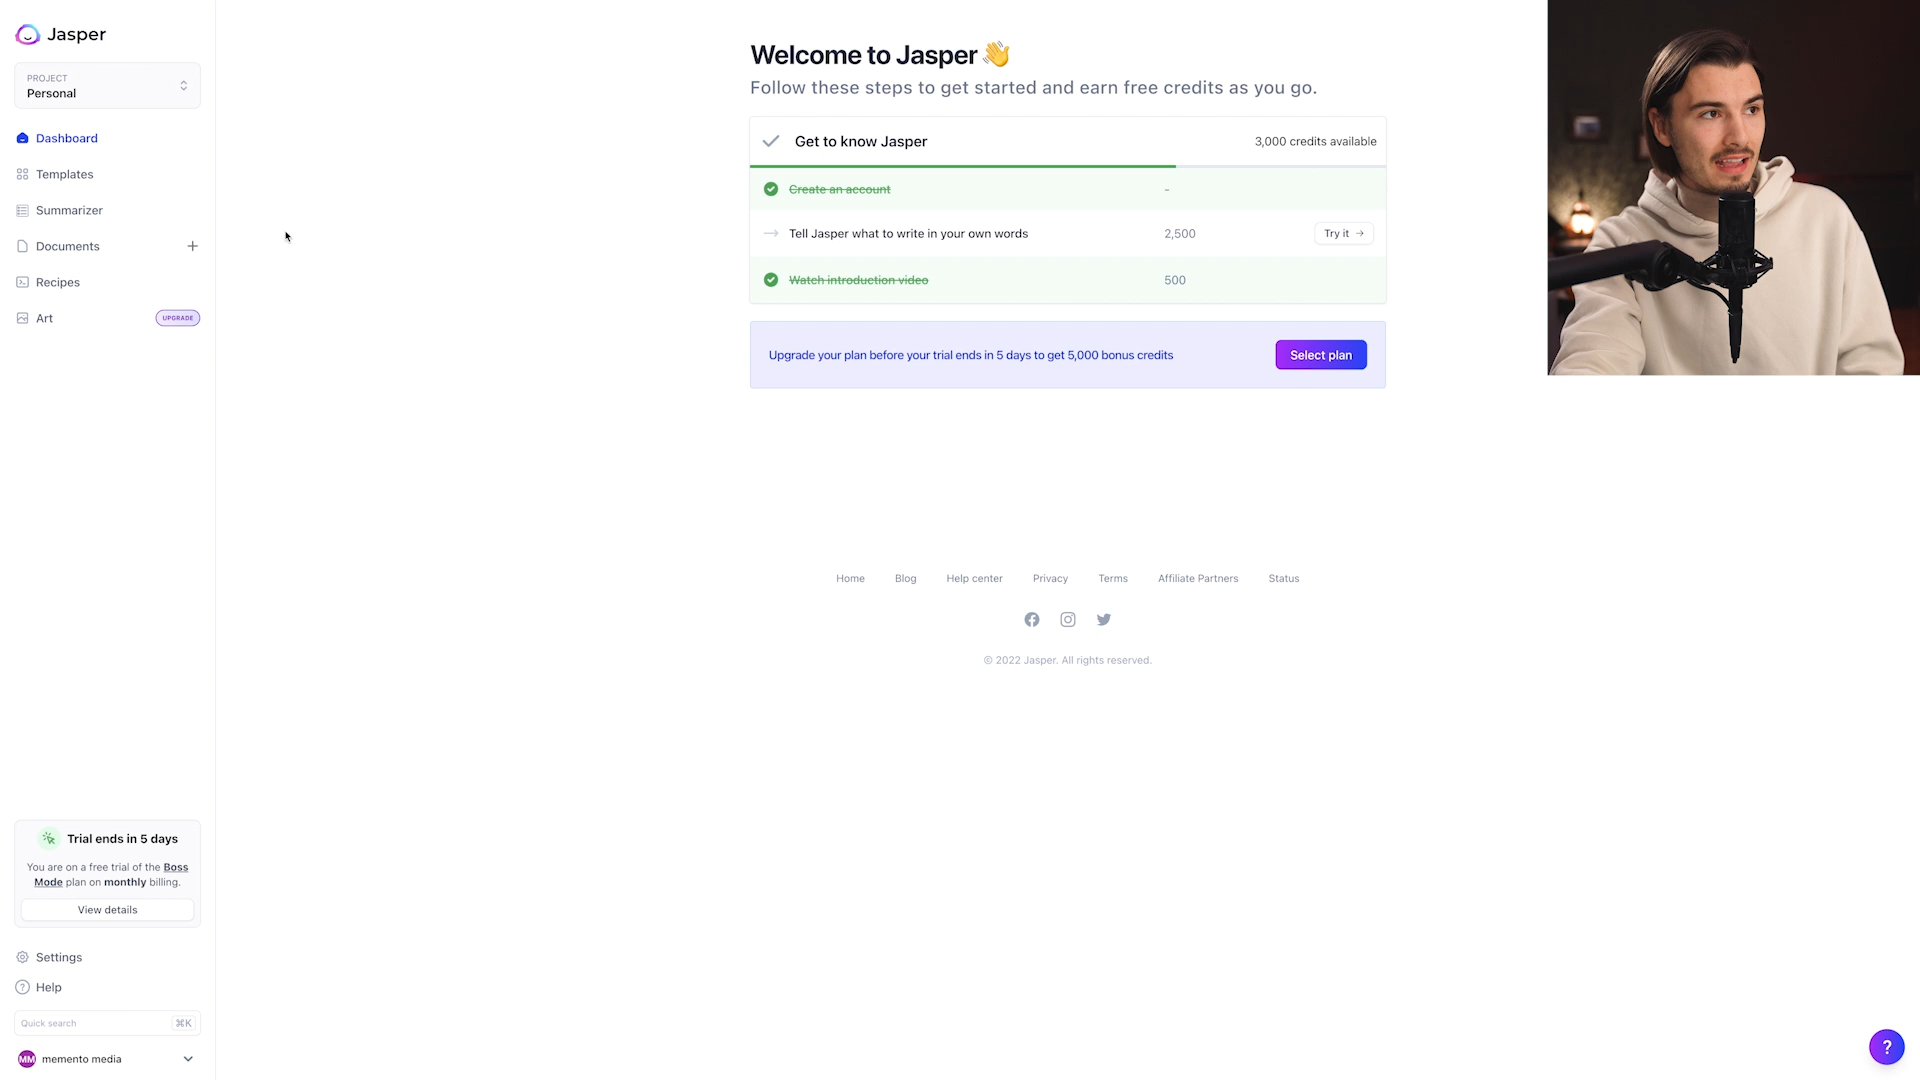 Jasper
PROJECT
Personal
Dashboard
Templates
Summarizer
Documents
Recipes
Art
UPGRADE
Welcome to Jasper 👋
Follow these steps to get started and earn free credits as you go.
Get to know Jasper
3,000 credits available
Create an account
-
Tell Jasper what to write in your own words
2,500
Try it →
Watch introduction video
500
Upgrade your plan before your trial ends in 5 days to get 5,000 bonus credits
Select plan
Home
Blog
Help center
Privacy
Terms
Affiliate Partners
Status
© 2022 Jasper. All rights reserved.
Trial ends in 5 days
You are on a free trial of the Boss
Mode plan on monthly billing.
View details
Settings
Help
Quick search
⌘K
MM
memento media
?